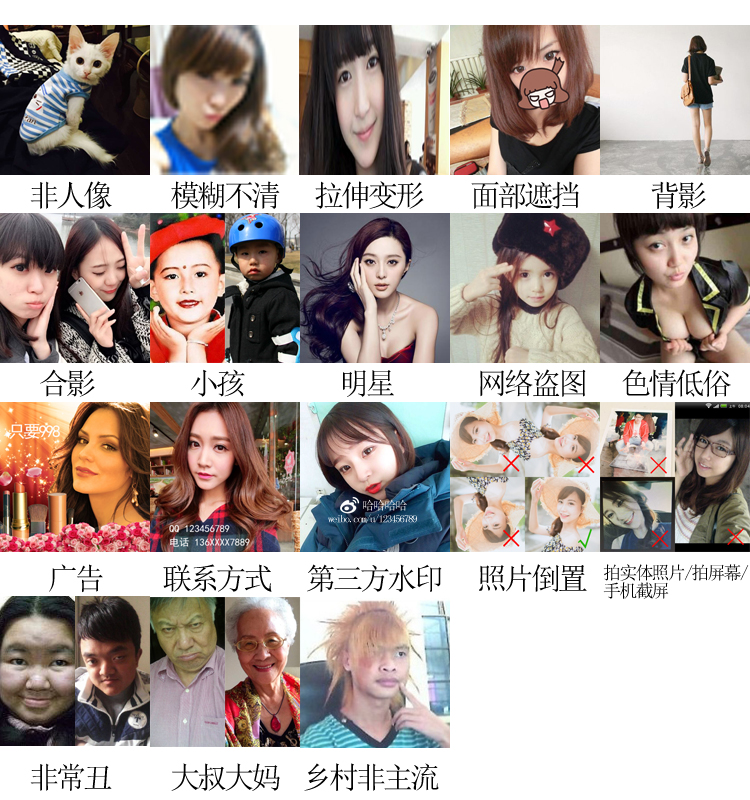 非人像
模糊不清
拉伸变形
面部遮挡
背影
合影
小孩
明星
网络盗图
色情低俗
只要998
QQ 123456789
电话 136XXXX7889
哈哈哈哈
weibo.com/u/123456789
广告
联系方式
第三方水印
照片倒置
拍实体照片/拍屏幕/
手机截屏
非常丑
大叔大妈
乡村非主流